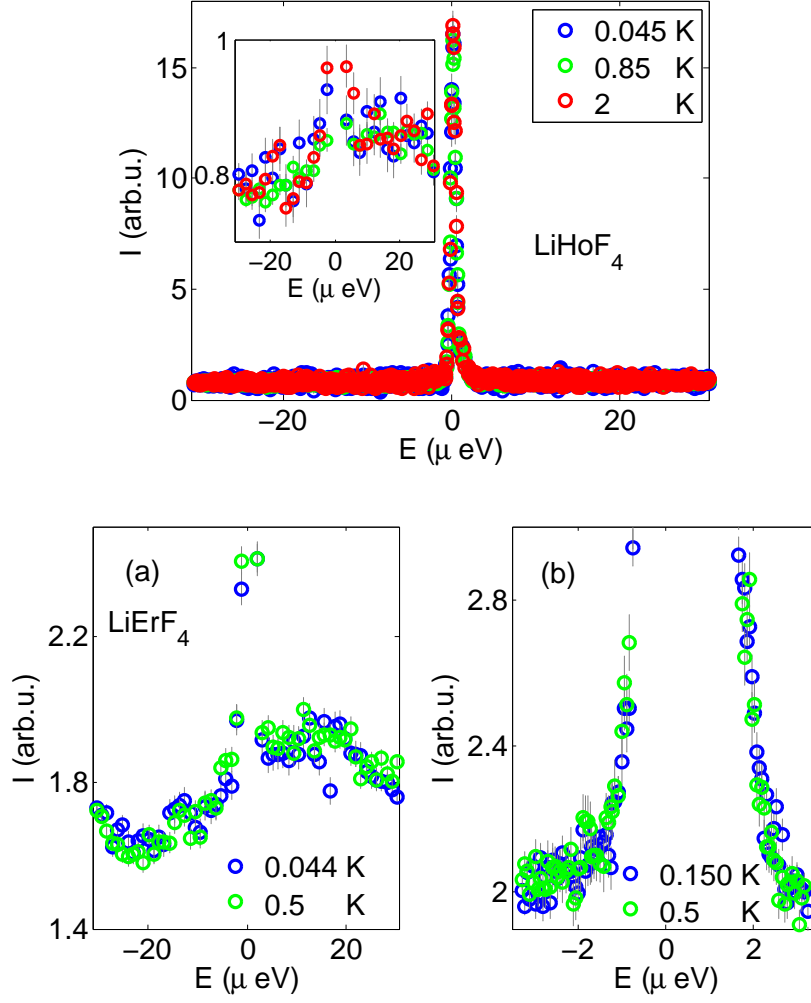 I (arb.u.)
15
10
5
0
−20
0
20
E (μ eV)
LiHoF4
0.045 K
0.85 K
2 K
1
0.8
−20
0
20
E (μ eV)
(a)
LiErF4
I (arb.u.)
2.2
1.8
1.4
−20
0
20
E (μ eV)
0.044 K
0.5 K
(b)
I (arb.u.)
2.8
2.4
2
−2
0
2
E (μ eV)
0.150 K
0.5 K